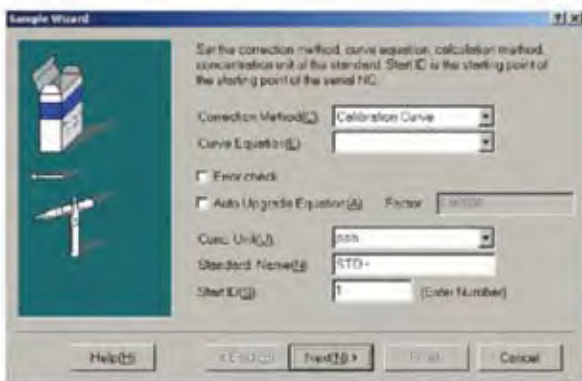 Sample Wizard
Set the correction method, curve equation, calculation method, concentration unit of the standard. Start ID is the starting point of the starting point of the serial NO.
Correction Method(C) Calibration Curve
Curve Equation(E)
Error check
Auto Upgrade Equation(A) Factor
Conc. Unit(U)
Standard Name(N) STD-
Start ID(S) 1 (Enter Number)
Help(H) Next(N) > Cancel